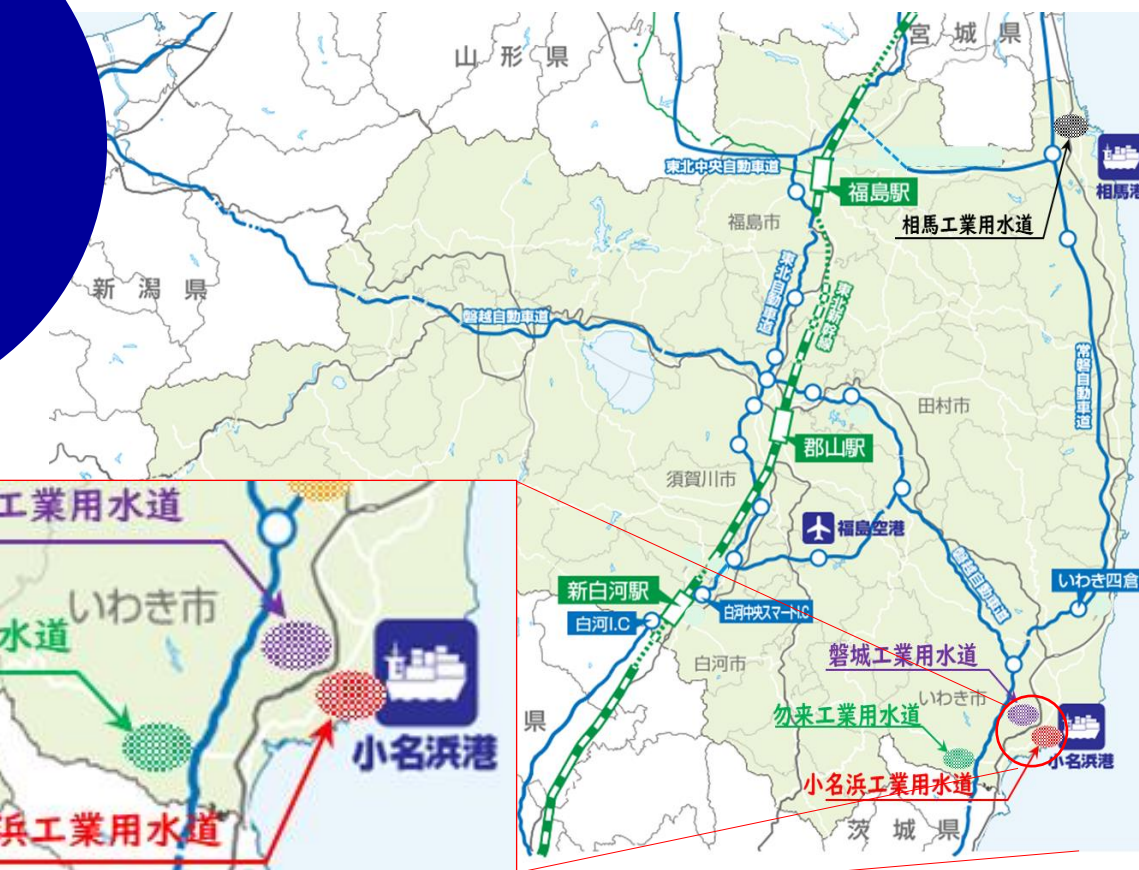 山形県
宮城県
東北中央自動車道
福島駅
相馬港
相馬工業用水道
福島市
東北自動車道
東北新幹線
新潟県
磐越自動車道
常磐自動車道
田村市
郡山駅
須賀川市
福島空港
磐越自動車道
いわき四倉
新白河駅
白河I.C
白河中央スマートI.C
白河市
磐城工業用水道
いわき市
勿来工業用水道
小名浜港
小名浜工業用水道
県
茨城県
工業用水道
いわき市
水道
小名浜港
浜工業用水道